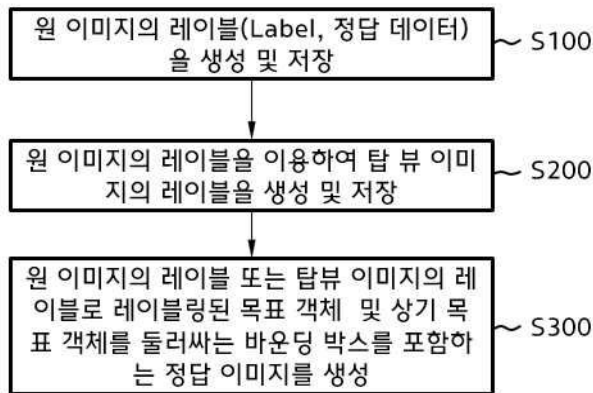 원 이미지의 레이블(Label, 정답 데이터)
을 생성 및 저장
S100
원 이미지의 레이블을 이용하여 탑 뷰 이미
지의 레이블을 생성 및 저장
S200
원 이미지의 레이블 또는 탑뷰 이미지의 레
이블로 레이블링된 목표 객체 및 상기 목
표 객체를 둘러싸는 바운딩 박스를 포함하
는 정답 이미지를 생성
S300